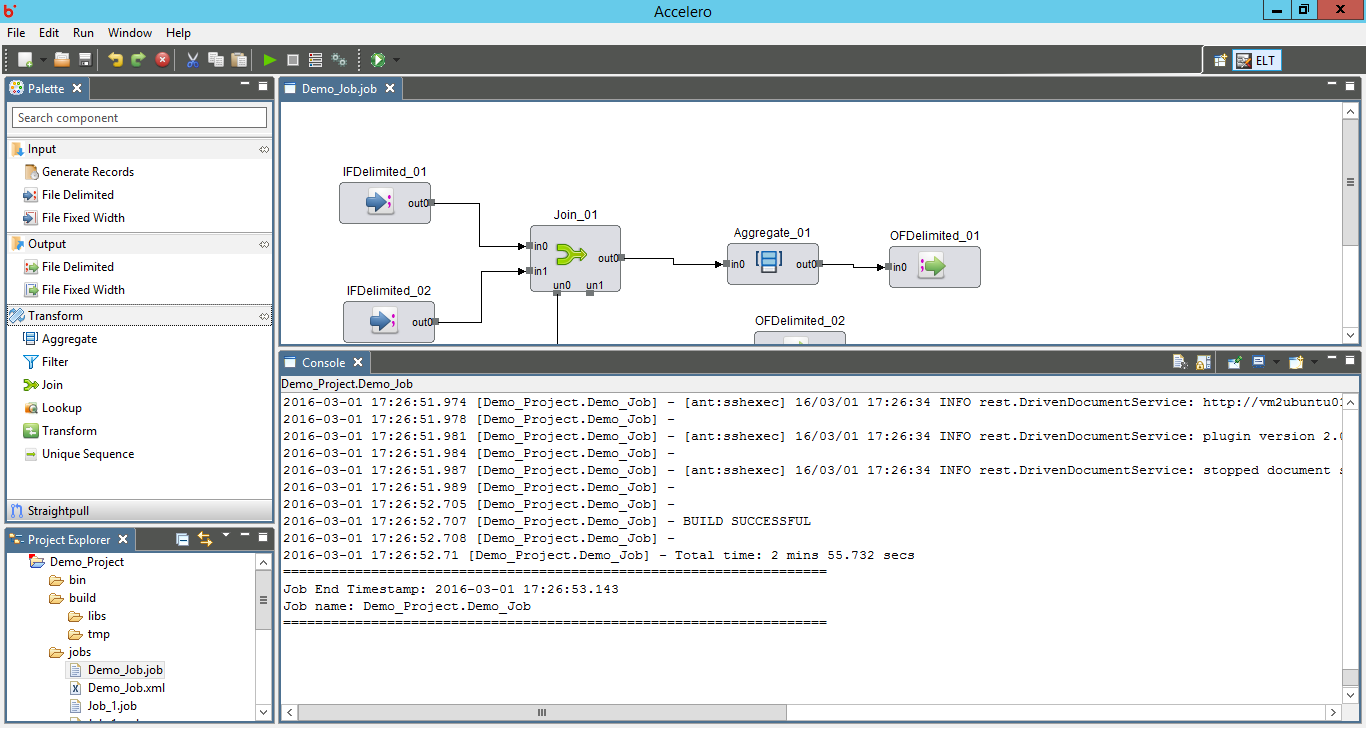 Accelero
File Edit Run Window Help
ELT
Palette
Search component
Input
Generate Records
File Delimited
File Fixed Width
Output
File Delimited
File Fixed Width
Transform
Aggregate
Filter
Join
Lookup
Transform
Unique Sequence
Straightpull
Project Explorer
Demo_Project
bin
build
libs
tmp
jobs
Demo_Job.job
Demo_Job.xml
Job_1.job
Demo_Job.job
IFDelimited_01
out0
Join_01
in0
in1
out0
un0 un1
IFDelimited_02
out0
Aggregate_01
in0 out0
OFDelimited_01
in0
OFDelimited_02
Console
Demo_Project.Demo_Job
2016-03-01 17:26:51.974 [Demo_Project.Demo_Job] - [ant:sshexec] 16/03/01 17:26:34 INFO rest.DrivenDocumentService: http://vm2ubuntu01
2016-03-01 17:26:51.978 [Demo_Project.Demo_Job] -
2016-03-01 17:26:51.981 [Demo_Project.Demo_Job] - [ant:sshexec] 16/03/01 17:26:34 INFO rest.DrivenDocumentService: plugin version 2.0
2016-03-01 17:26:51.984 [Demo_Project.Demo_Job] -
2016-03-01 17:26:51.987 [Demo_Project.Demo_Job] - [ant:sshexec] 16/03/01 17:26:34 INFO rest.DrivenDocumentService: stopped document
2016-03-01 17:26:51.989 [Demo_Project.Demo_Job] -
2016-03-01 17:26:52.705 [Demo_Project.Demo_Job] -
2016-03-01 17:26:52.707 [Demo_Project.Demo_Job] - BUILD SUCCESSFUL
2016-03-01 17:26:52.708 [Demo_Project.Demo_Job] -
2016-03-01 17:26:52.71 [Demo_Project.Demo_Job] - Total time: 2 mins 55.732 secs
====================================================================
Job End Timestamp: 2016-03-01 17:26:53.143
Job name: Demo_Project.Demo_Job
====================================================================